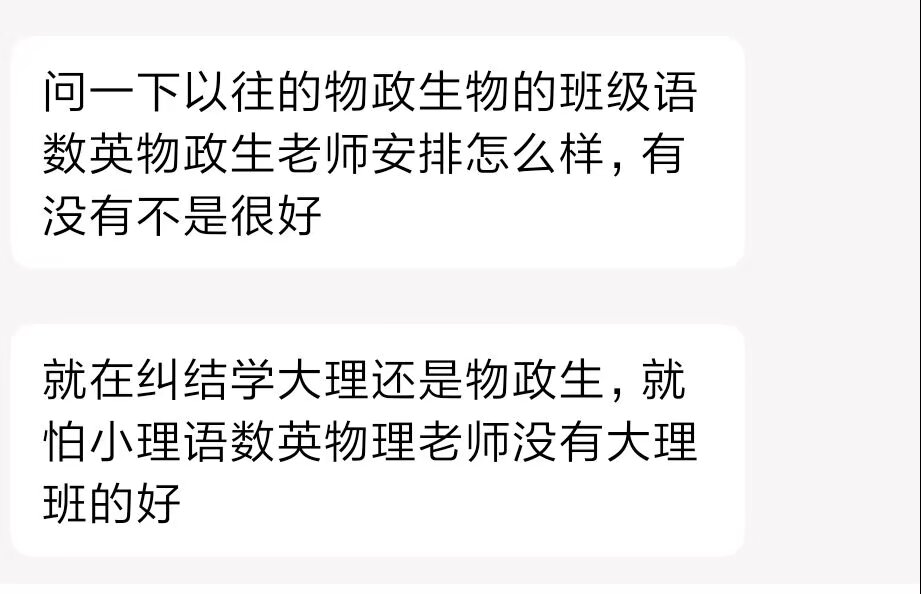 问一下以往的物政生物的班级语
数英物政生老师安排怎么样，有
没有不是很好
就在纠结学大理还是物政生，就
怕小理语数英物理老师没有大理
班的好